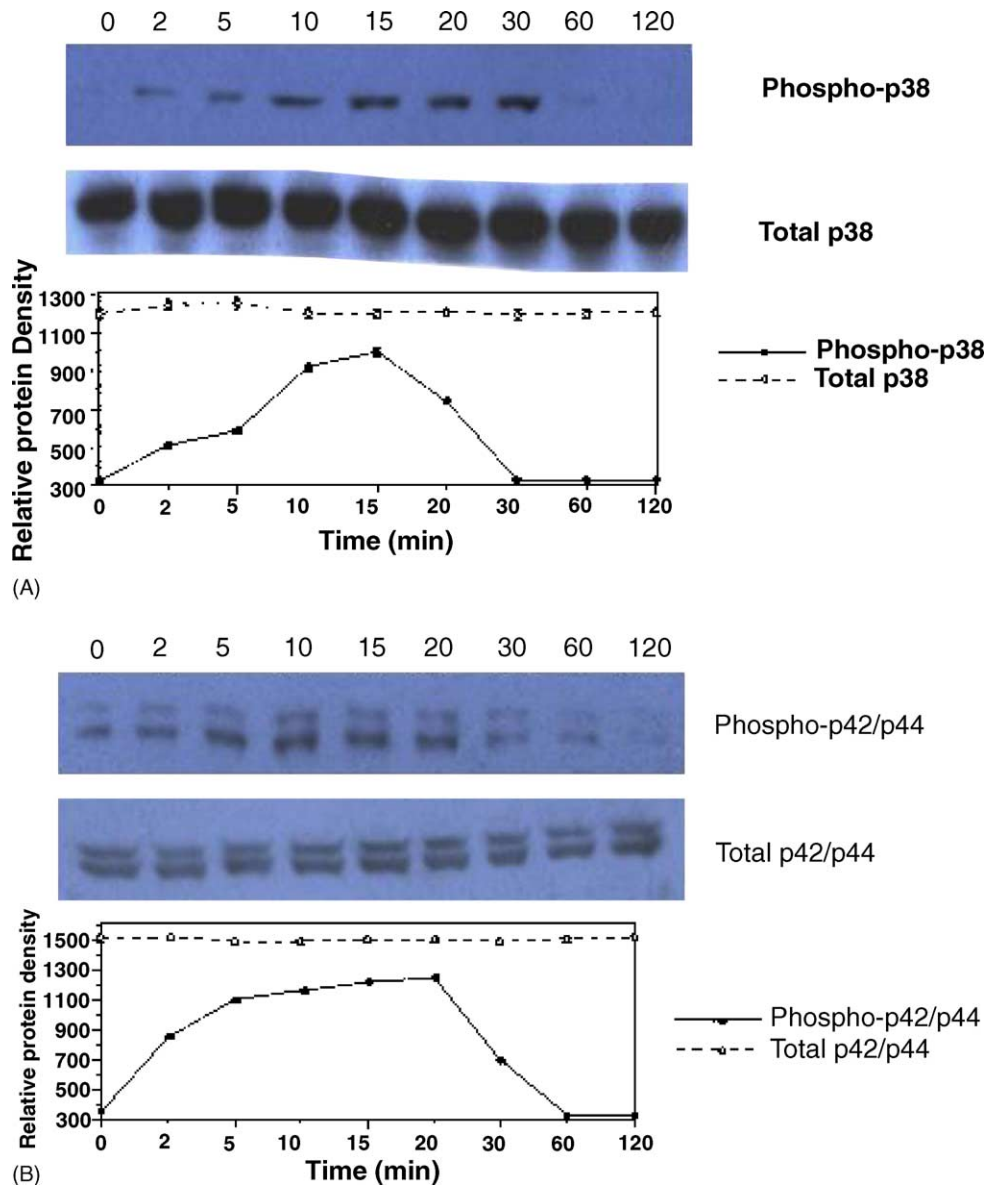 0 2 5 10 15 20 30 60 120
Phospho-p38
Total p38
Relative protein Density
1300
1100
900
700
500
300
0 2 5 10 15 20 30 60 120
Time (min)
Phospho-p38
Total p38
(A)
0 2 5 10 15 20 30 60 120
Phospho-p42/p44
Total p42/p44
Relative protein density
1500
1300
1100
900
700
500
300
0 2 5 10 15 20 30 60 120
Time (min)
Phospho-p42/p44
Total p42/p44
(B)